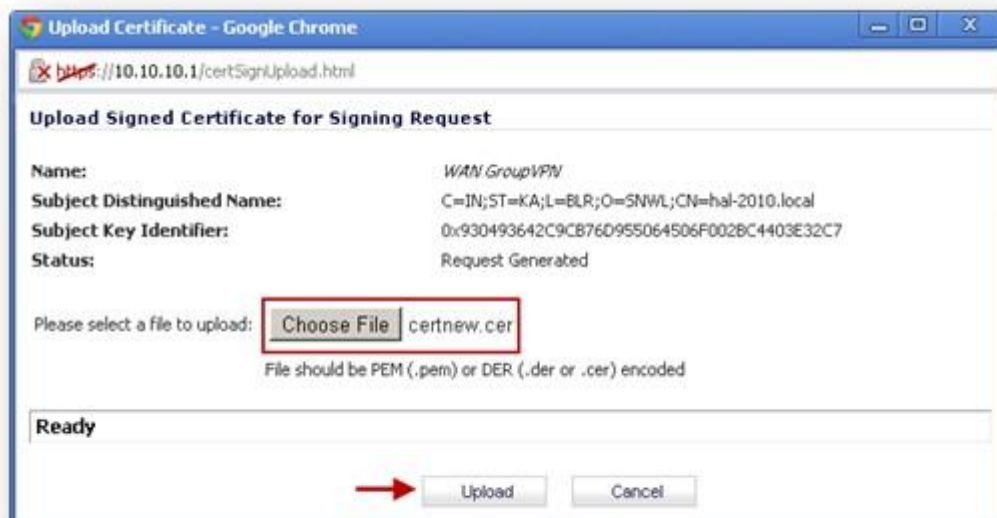 Upload Certificate - Google Chrome
https://10.10.10.1/certSignUpload.html
Upload Signed Certificate for Signing Request
Name: WAN GroupVPN
Subject Distinguished Name: C=IN;ST=KA;L=BLR;O=SNWL;CN=hal-2010.local
Subject Key Identifier: 0x930493642C9CB76D955064506F002BC4403E32C7
Status: Request Generated
Please select a file to upload: Choose File certnew.cer
File should be PEM (.pem) or DER (.der or .cer) encoded
Ready
Upload Cancel